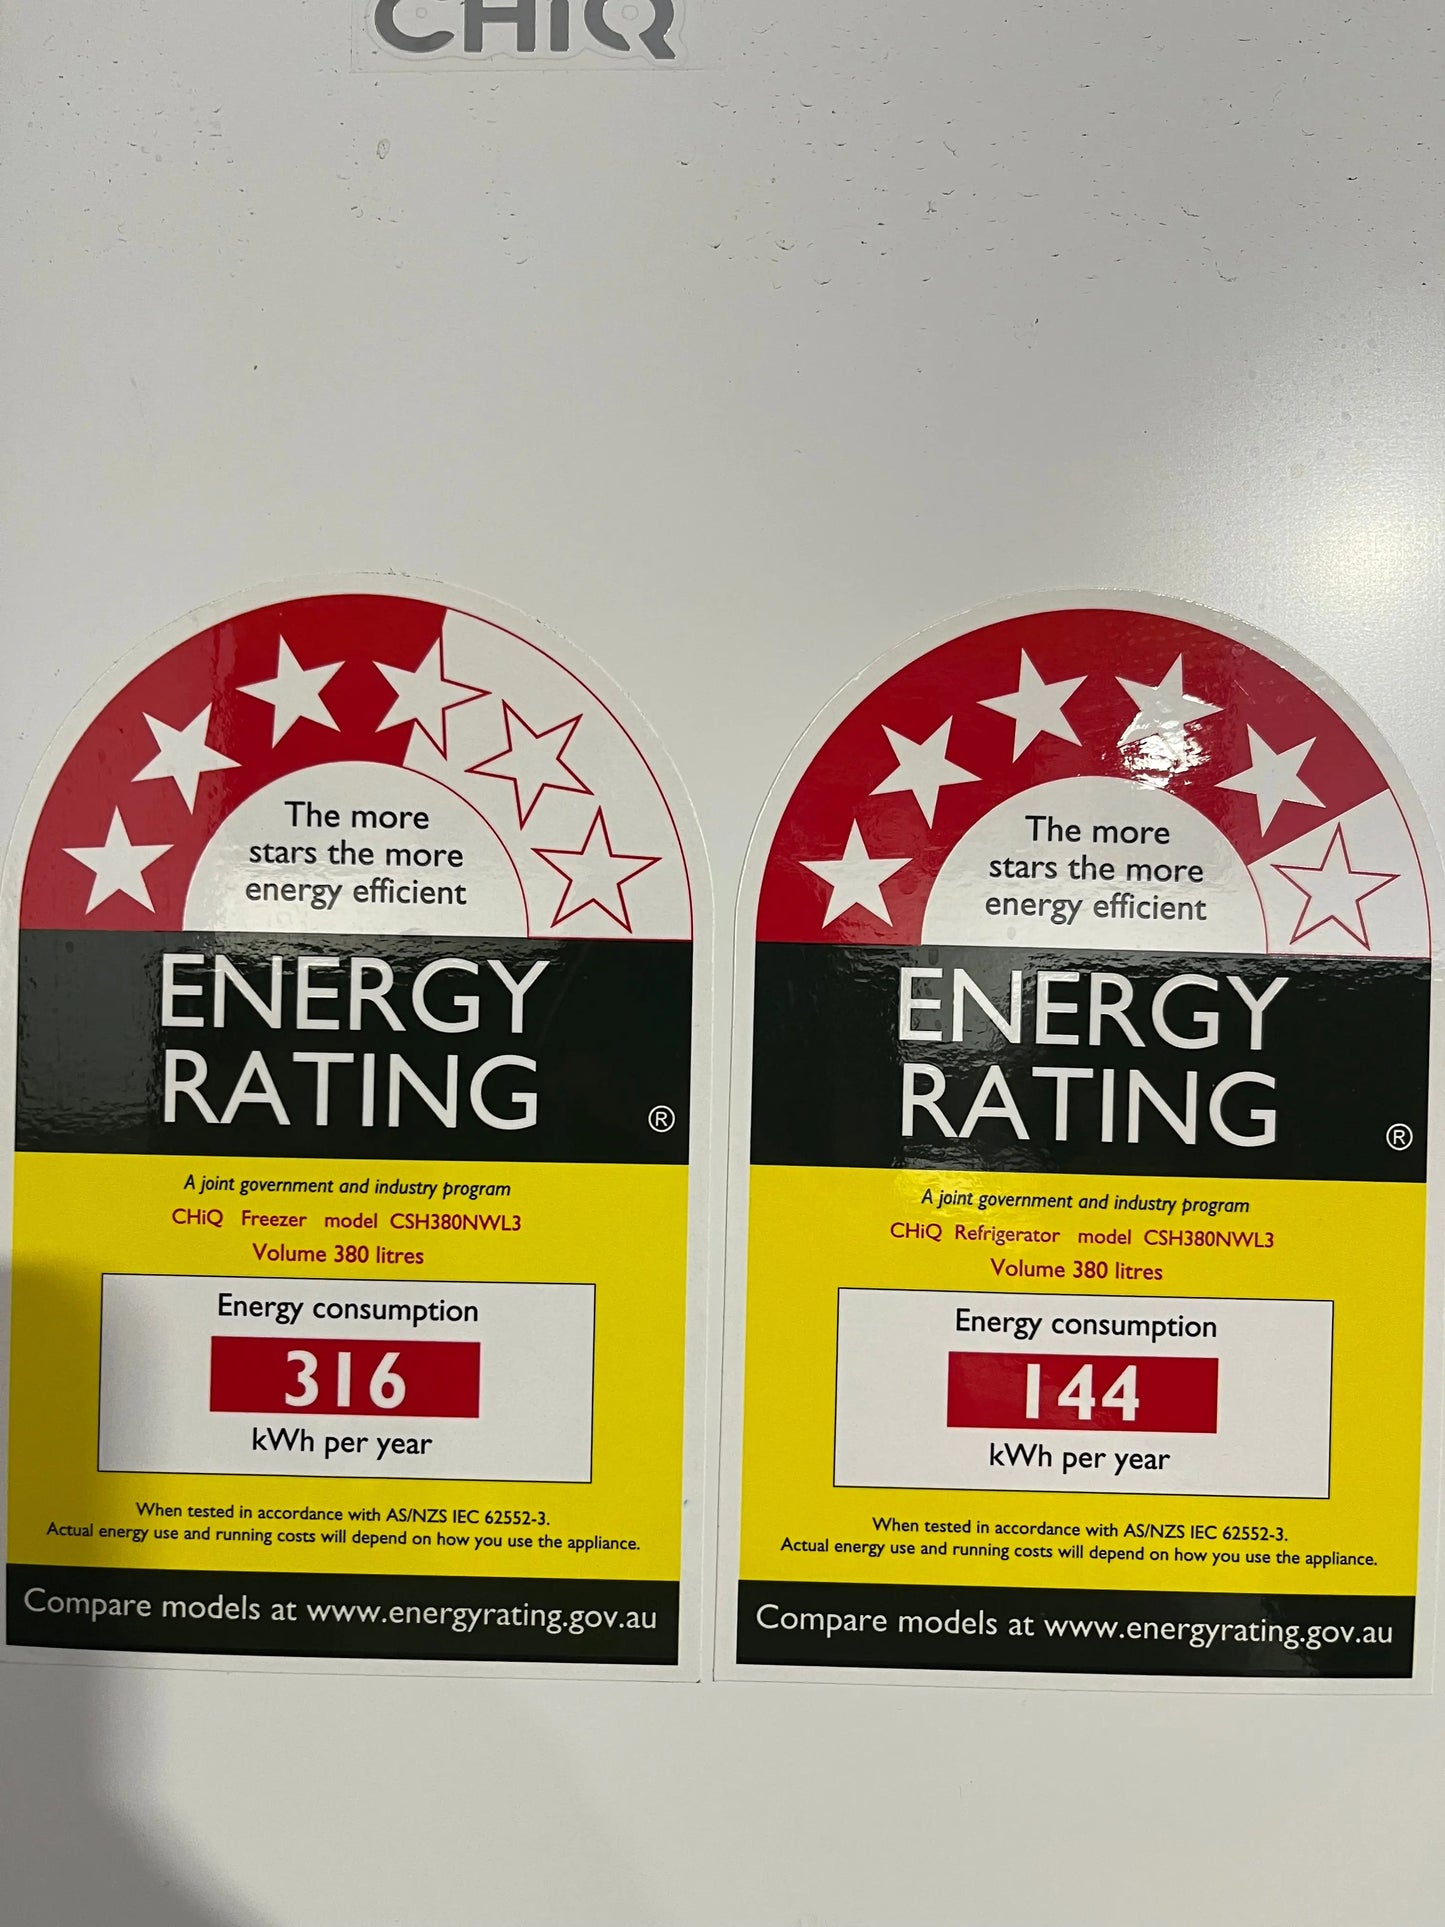 CHiQ
The more
stars the more
energy efficient
ENERGY
RATING
®
A joint government and industry program
CHiQ Freezer model CSH380NWL3
Volume 380 litres
Energy consumption
316
kWh per year
When tested in accordance with AS/NZS IEC 62552-3.
Actual energy use and running costs will depend on how you use the appliance.
Compare models at www.energyrating.gov.au
The more
stars the more
energy efficient
ENERGY
RATING
®
A joint government and industry program
CHiQ Refrigerator model CSH380NWL3
Volume 380 litres
Energy consumption
144
kWh per year
When tested in accordance with AS/NZS IEC 62552-3.
Actual energy use and running costs will depend on how you use the appliance.
Compare models at www.energyrating.gov.au